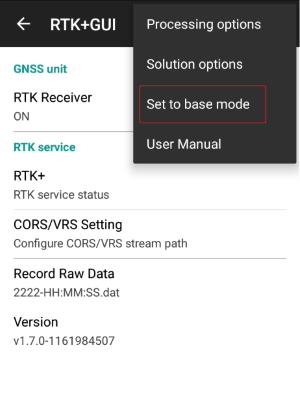 RTK+GUI
Processing options
Solution options
Set to base mode
User Manual
GNSS unit
RTK Receiver
ON
RTK service
RTK+
RTK service status
CORS/VRS Setting
Configure CORS/VRS stream path
Record Raw Data
2222-HH:MM:SS.dat
Version
v1.7.0-1161984507